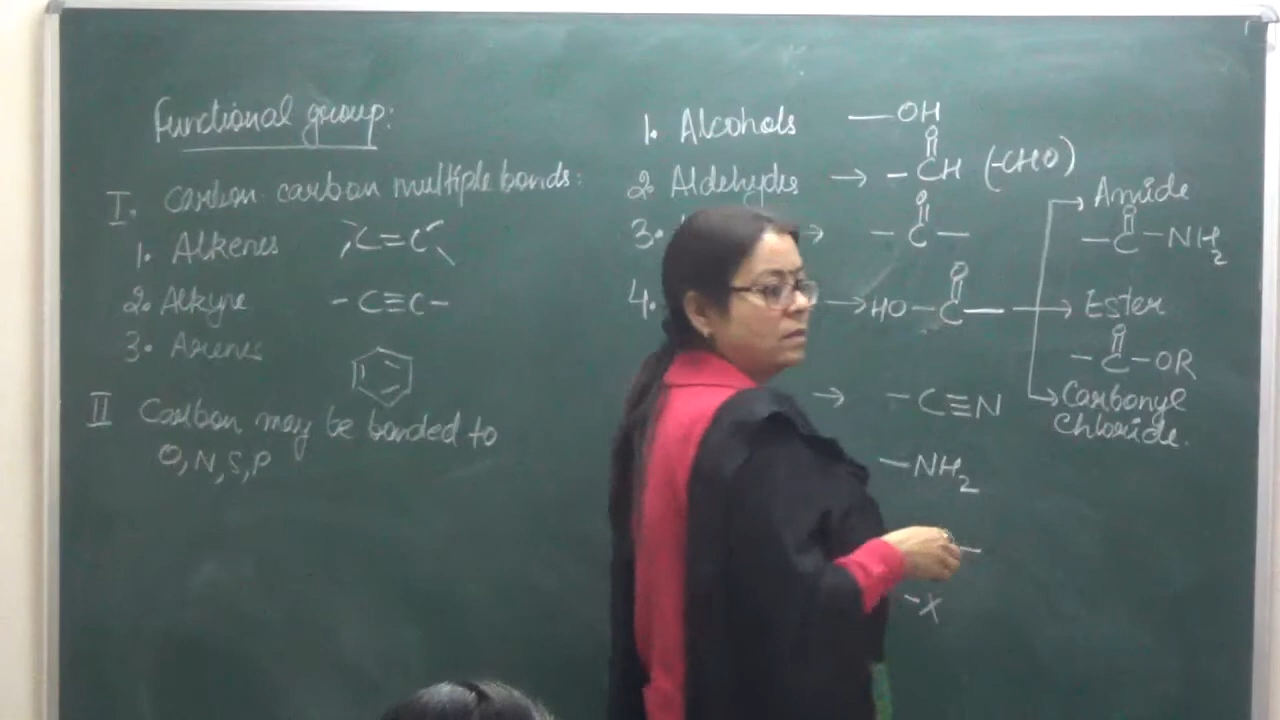 Functional group:
I. Carbon-carbon multiple bonds:
1. Alkenes C=C
2. Alkyne -C≡C-
3. Arenes
II Carbon may be bonded to
O, N, S, P
1. Alcohols —OH
2. Aldehydes → O
-CH (-CHO)
3. → O
-C-
4. → O
HO-C—
→ -C≡N
-NH2
-X
→ Amide
O
-C-NH2
→ Ester
O
-C-OR
→ Carbonyl
Chloride.